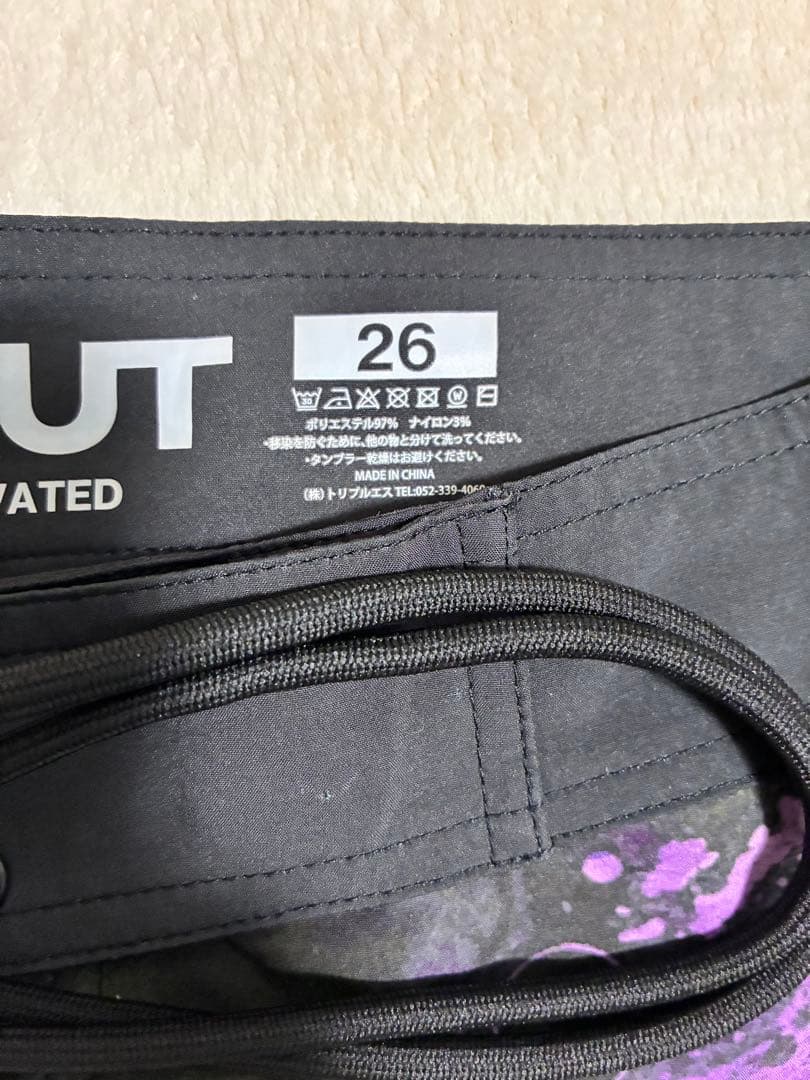 UT
VATED
26
30
W
ポリエステル97% ナイロン3%
・移染を防ぐために、他の物と分けて洗ってください。
・タンブラー乾燥はお避けください。
MADE IN CHINA
(株)トリプルエス TEL:052-339-4060